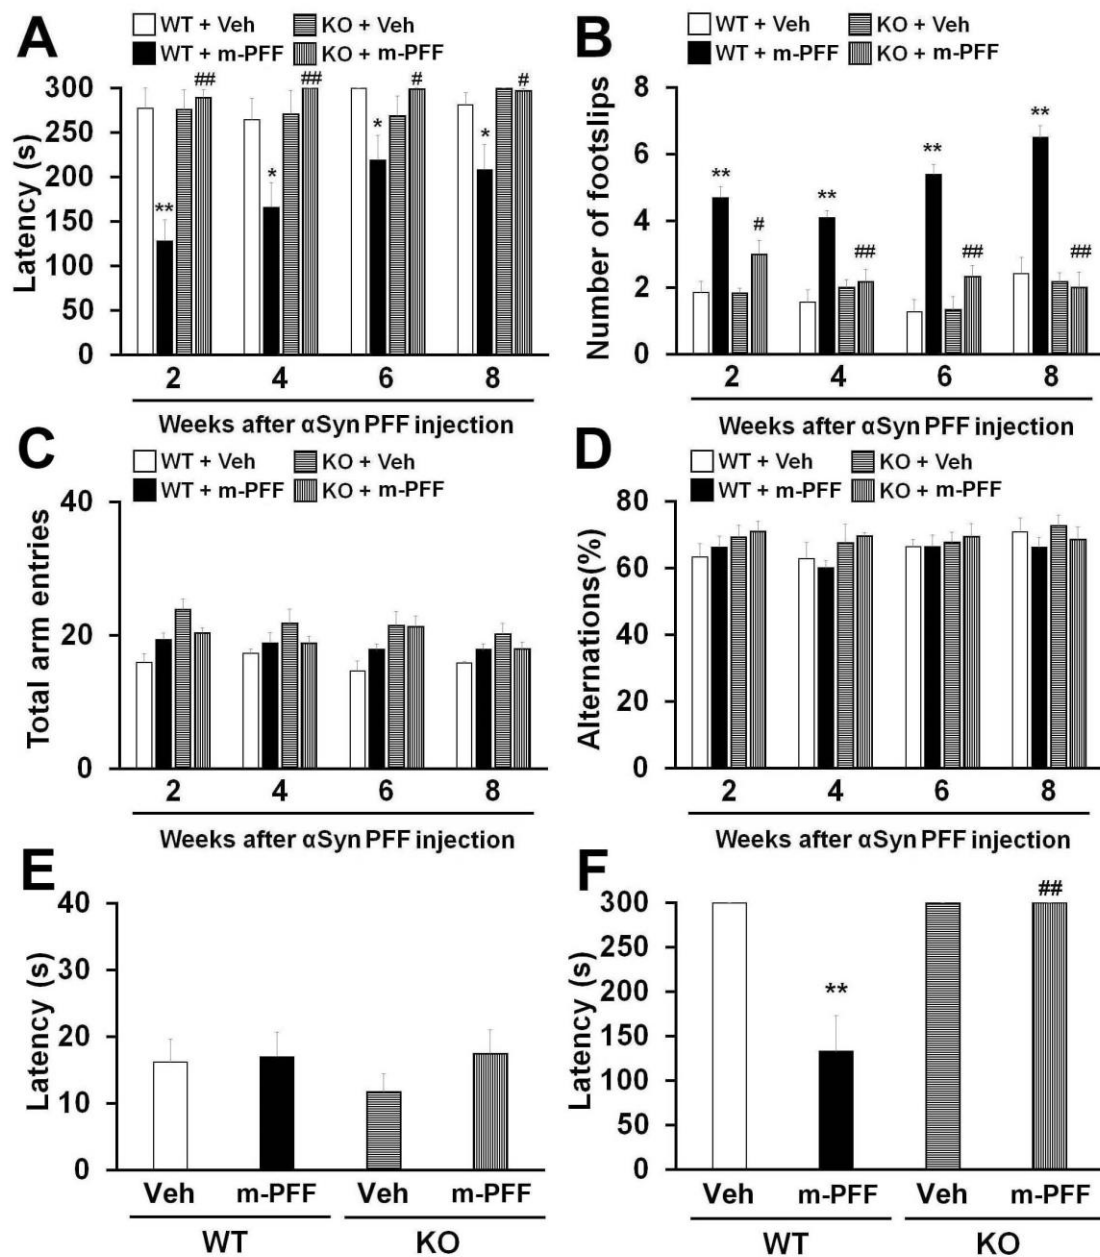 A
WT + Veh KO + Veh
WT + m-PFF KO + m-PFF
Latency (s)
300
250
200
150
100
50
0
** ## * ## * # * #
2 4 6 8
Weeks after αSyn PFF injection
B
WT + Veh KO + Veh
WT + m-PFF KO + m-PFF
Number of footslips
8
6
4
2
0
** # ** ## ** ## ** ##
2 4 6 8
Weeks after αSyn PFF injection
C
WT + Veh KO + Veh
WT + m-PFF KO + m-PFF
Total arm entries
40
20
0
2 4 6 8
Weeks after αSyn PFF injection
D
WT + Veh KO + Veh
WT + m-PFF KO + m-PFF
Alternations(%)
80
60
40
20
0
2 4 6 8
Weeks after αSyn PFF injection
E
Latency (s)
40
30
20
10
0
Veh m-PFF Veh m-PFF
WT KO
F
Latency (s)
300
250
200
150
100
50
0
** ##
Veh m-PFF Veh m-PFF
WT KO